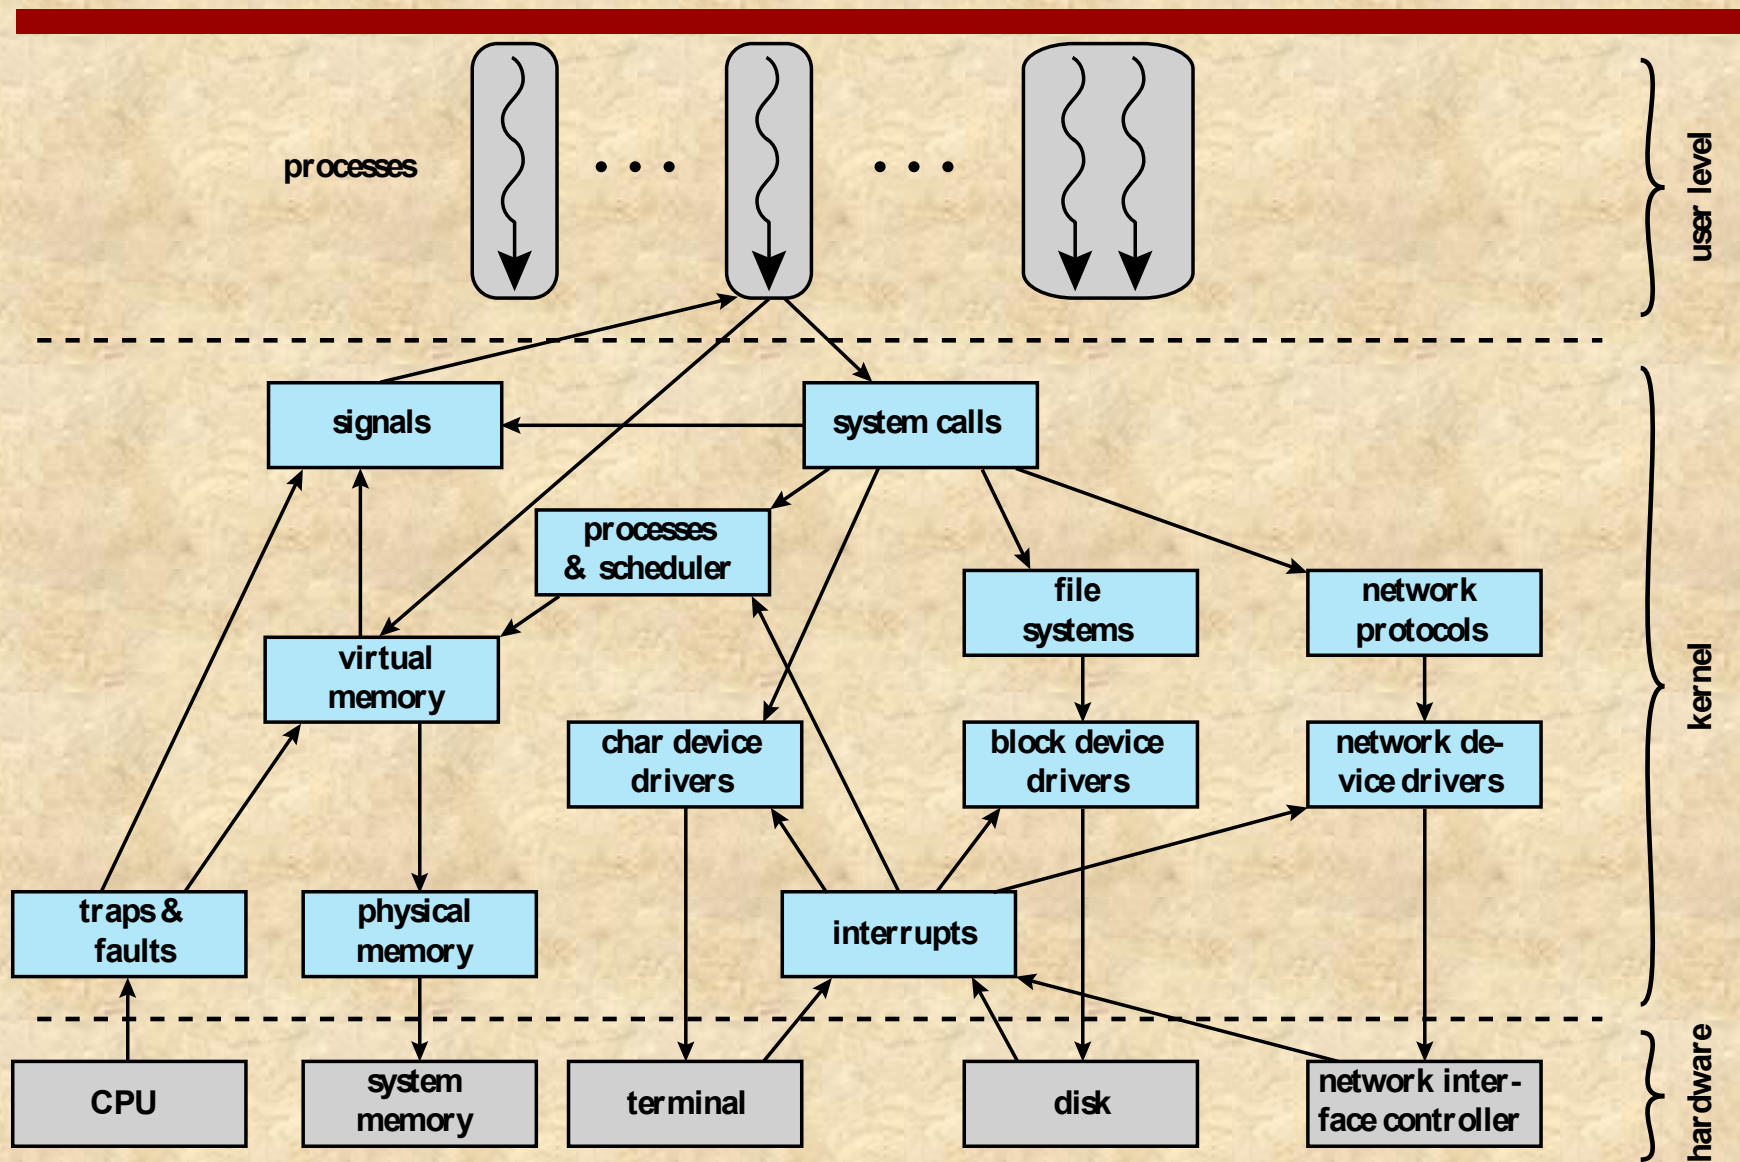 processes
user level
signals
system calls
processes
& scheduler
file
systems
network
protocols
virtual
memory
kernel
char device
drivers
block device
drivers
network de-
vice drivers
traps &
faults
physical
memory
interrupts
CPU
system
memory
terminal
disk
network inter-
face controller
hardware